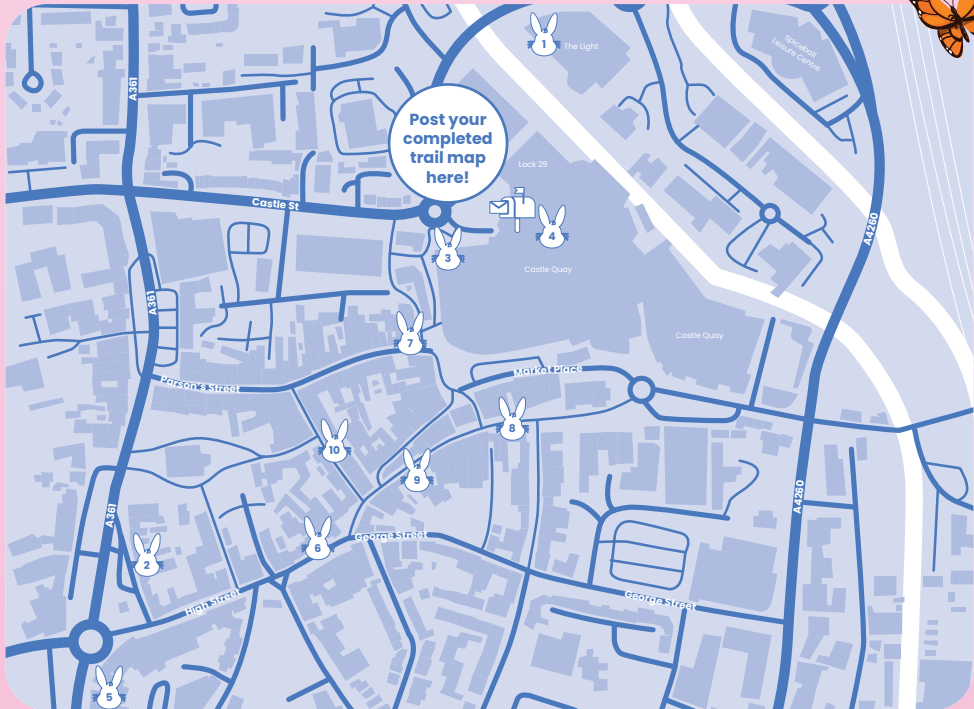 1
The Light
Spiceball
Leisure Centre
A361
Post your
completed
trail map
here!
Lock 29
Castle St
4
3
Castle Quay
A4260
A361
7
Castle Quay
Parson's Street
Market Place
8
10
9
A361
A4260
George Street
6
2
High Street
George Street
5